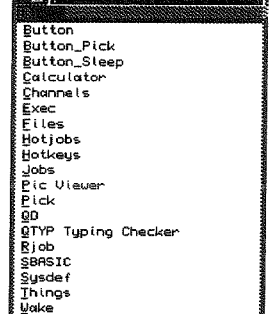 Button
Button_Pick
Button_Sleep
Calculator
Channels
Exec
Files
Hotjobs
Hotkeys
Jobs
Pic Viewer
Pick
QD
QTYP Typing Checker
Rjob
SBASIC
Sysdef
Things
Wake